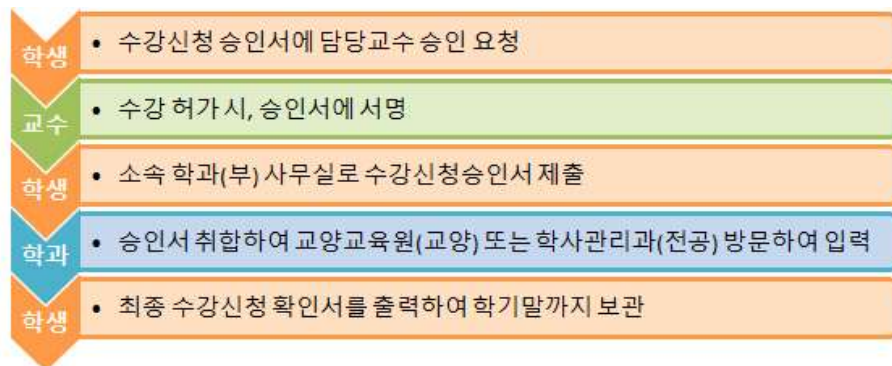 학생
• 수강신청 승인서에 담당교수 승인 요청
교수
• 수강 허가 시, 승인서에 서명
학생
• 소속 학과(부) 사무실로 수강신청승인서 제출
학과
• 승인서 취합하여 교양교육원(교양) 또는 학사관리과(전공) 방문하여 입력
학생
• 최종 수강신청 확인서를 출력하여 학기말까지 보관